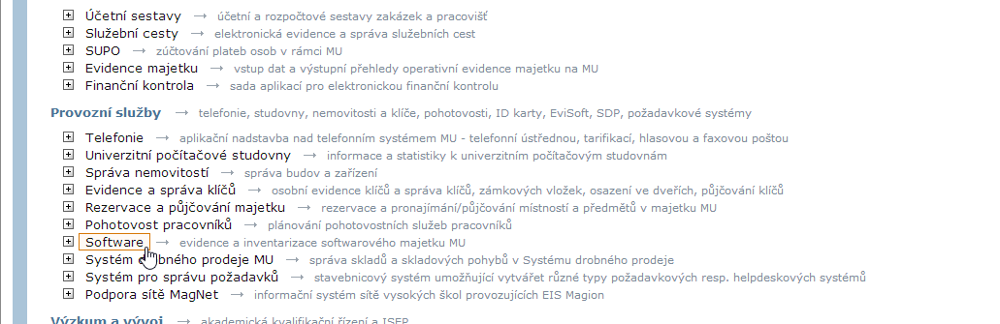 Účetní sestavy → účetní a rozpočtové sestavy zakázek a pracovišť
Služební cesty → elektronická evidence a správa služebních cest
SUPO → zúčtování plateb osob v rámci MU
Evidence majetku → vstup dat a výstupní přehledy operativní evidence majetku na MU
Finanční kontrola → sada aplikací pro elektronickou finanční kontrolu
Provozní služby → telefonie, studovny, nemovitosti a klíče, pohotovosti, ID karty, EviSoft, SDP, požadavkové systémy
Telefonie → aplikační nadstavba nad telefonním systémem MU - telefonní ústřednou, tarifikací, hlasovou a faxovou poštou
Univerzitní počítačové studovny → informace a statistiky k univerzitním počítačovým studovnám
Správa nemovitostí → správa budov a zařízení
Evidence a správa klíčů → osobní evidence klíčů a správa klíčů, zámkových vložek, osazení ve dveřích, půjčování klíčů
Rezervace a půjčování majetku → rezervace a pronajímání/půjčování místností a předmětů v majetku MU
Pohotovost pracovníků → plánování pohotovostních služeb pracovníků
Software → evidence a inventarizace softwarového majetku MU
Systém drobného prodeje MU → správa skladů a skladových pohybů v Systému drobného prodeje
Systém pro správu požadavků → stavebnicový systém umožňující vytvářet různé typy požadavkových resp. helpdeskových systémů
Podpora sítě MagNet → informační systém sítě vysokých škol provozujících EIS Magion
Výzkum a vývoj → akademická kvalifikační řízení a ISEP